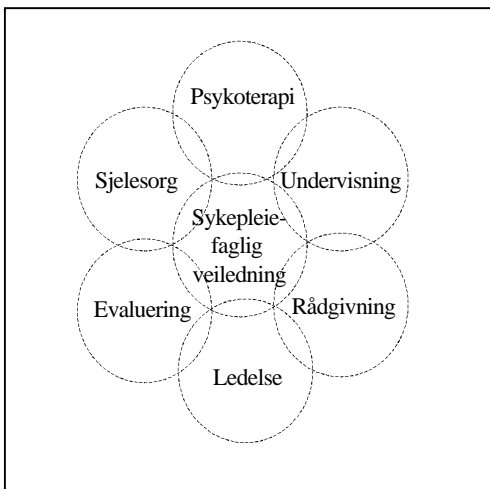 Psykoterapi
Sjelesorg
Undervisning
Sykepleie-
faglig
veiledning
Evaluering
Rådgivning
Ledelse